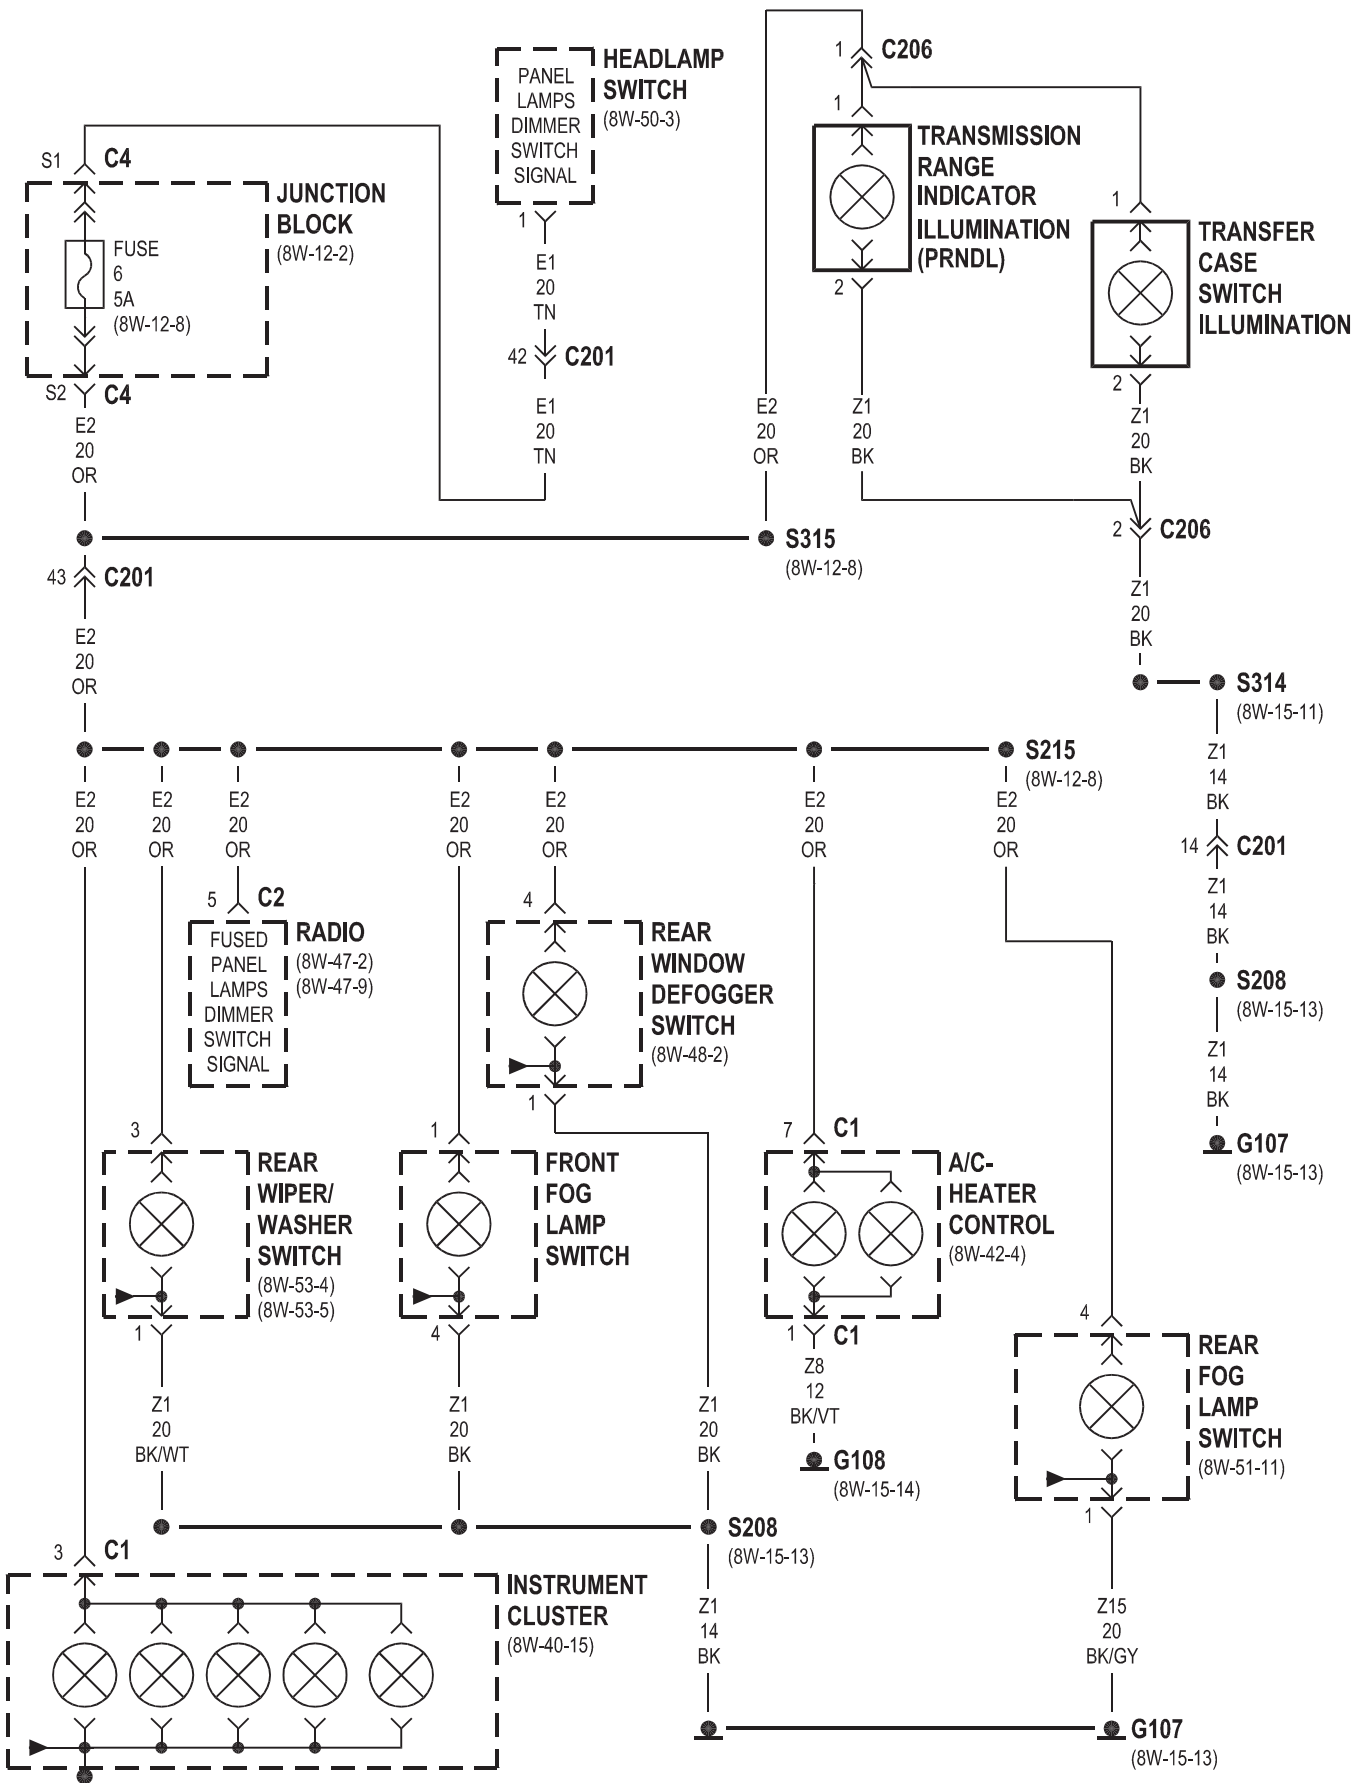 HEADLAMP
SWITCH
(8W-50-3)
PANEL
LAMPS
DIMMER
SWITCH
SIGNAL
1
E1
20
TN
42
C201
E1
20
TN
S1
C4
JUNCTION
BLOCK
(8W-12-2)
FUSE
6
5A
(8W-12-8)
S2
C4
E2
20
OR
1
C206
1
TRANSMISSION
RANGE
INDICATOR
ILLUMINATION
(PRNDL)
2
1
TRANSFER
CASE
SWITCH
ILLUMINATION
2
E2
20
OR
Z1
20
BK
Z1
20
BK
S315
(8W-12-8)
2
C206
43
C201
E2
20
OR
Z1
20
BK
S314
(8W-15-11)
S215
(8W-12-8)
Z1
14
BK
14
C201
Z1
14
BK
S208
(8W-15-13)
Z1
14
BK
G107
(8W-15-13)
E2
20
OR
E2
20
OR
E2
20
OR
E2
20
OR
E2
20
OR
E2
20
OR
E2
20
OR
5
C2
RADIO
(8W-47-2)
(8W-47-9)
FUSED
PANEL
LAMPS
DIMMER
SWITCH
SIGNAL
4
REAR
WINDOW
DEFOGGER
SWITCH
(8W-48-2)
1
3
REAR
WIPER/
WASHER
SWITCH
(8W-53-4)
(8W-53-5)
1
1
FRONT
FOG
LAMP
SWITCH
4
7
C1
A/C-
HEATER
CONTROL
(8W-42-4)
1
C1
Z8
12
BK/VT
G108
(8W-15-14)
4
REAR
FOG
LAMP
SWITCH
(8W-51-11)
1
Z1
20
BK/WT
Z1
20
BK
Z1
20
BK
S208
(8W-15-13)
3
C1
INSTRUMENT
CLUSTER
(8W-40-15)
Z1
14
BK
Z15
20
BK/GY
G107
(8W-15-13)